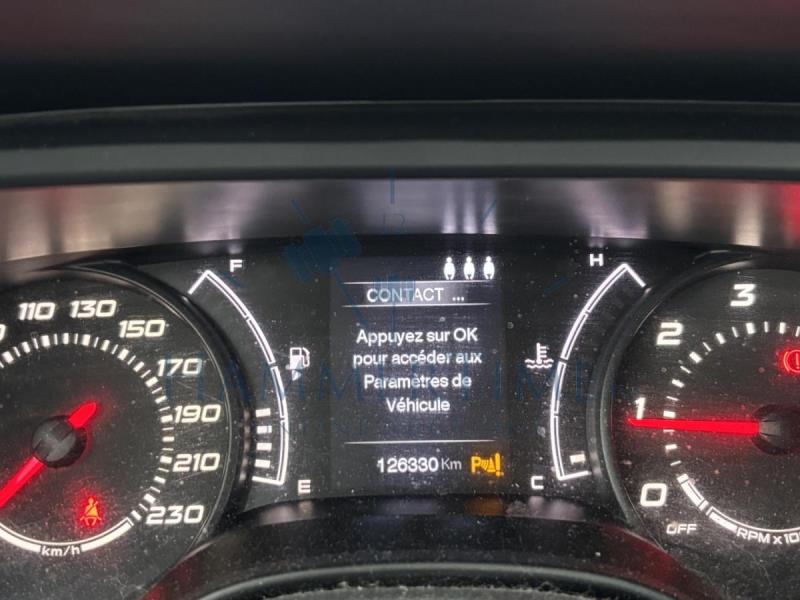 110 130
150
170
190
210
230
km/h
F
E
CONTACT ...
Appuyez sur OK
pour accéder aux
Paramètres de
Véhicule
126330 Km P!
H
C
3
2
1
0
OFF
HAMMERTIME